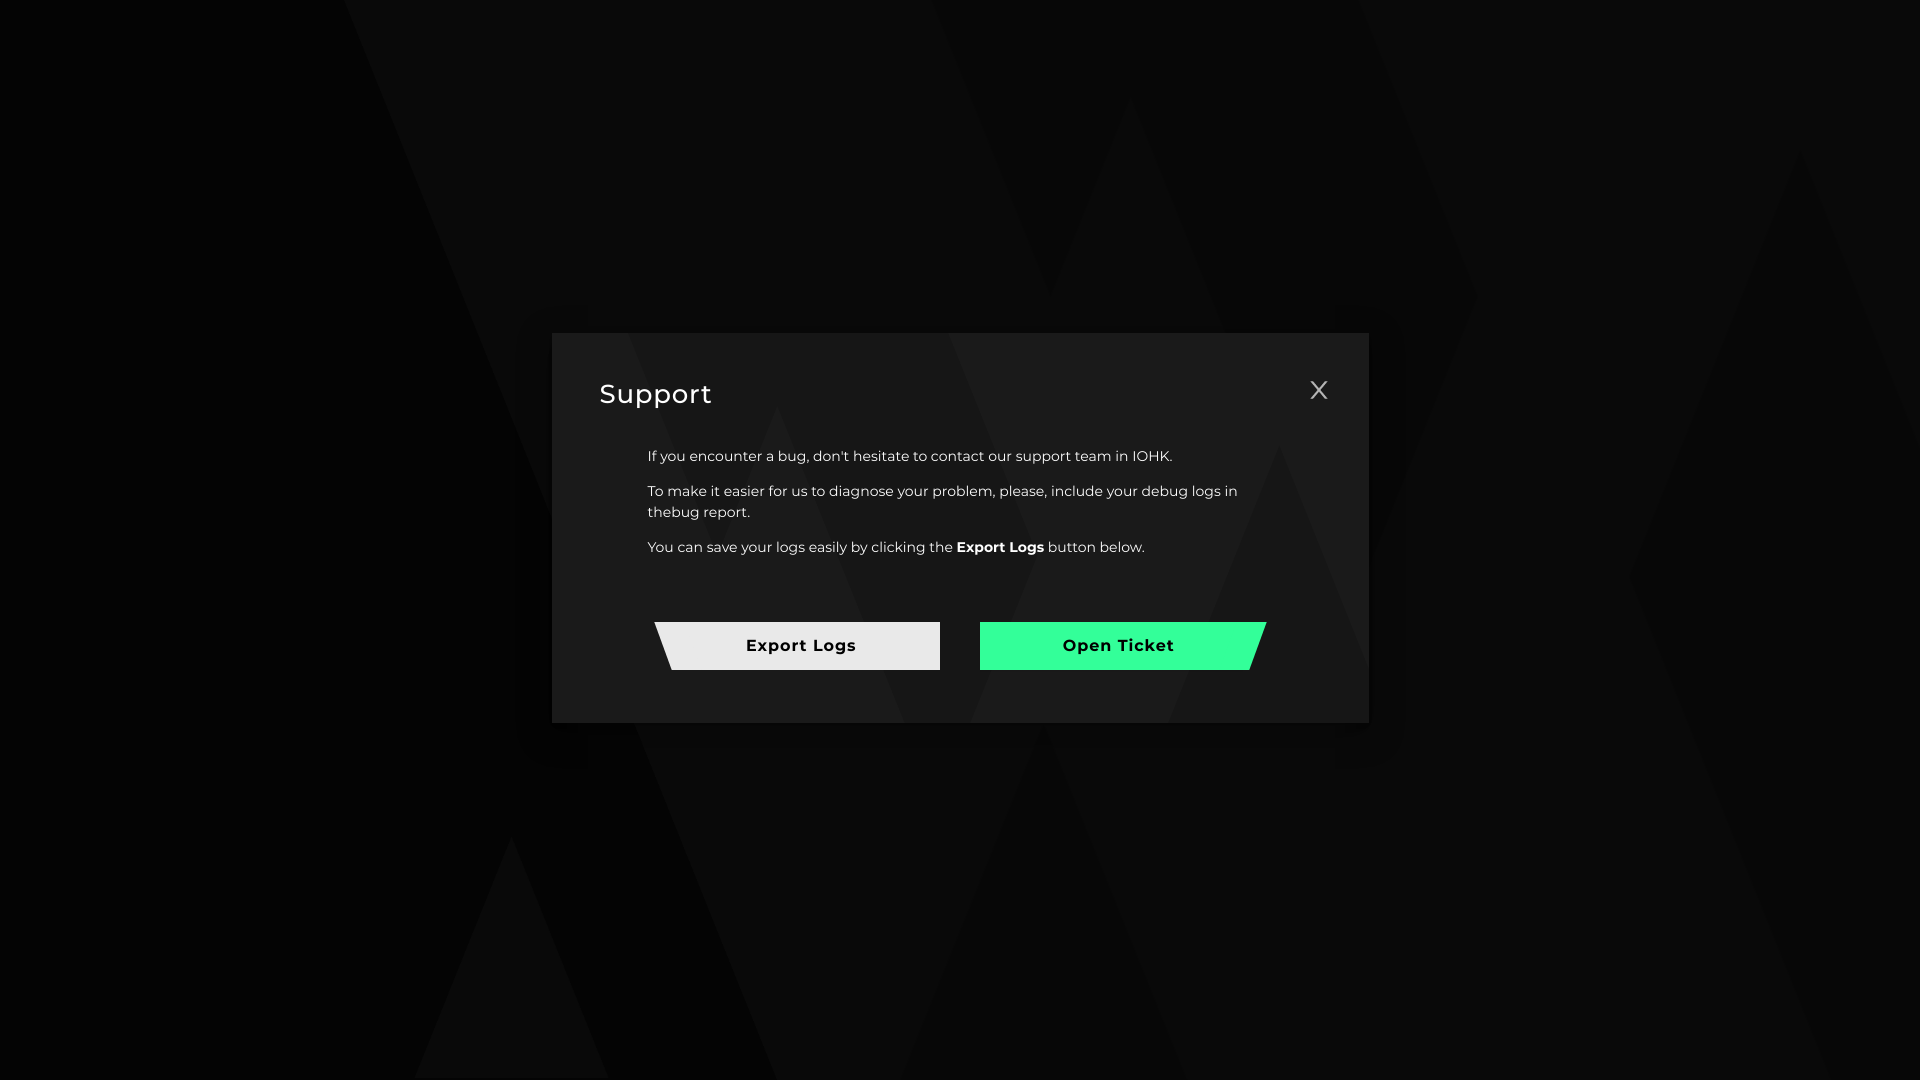 Support
X
If you encounter a bug, don't hesitate to contact our support team in IOHK.
To make it easier for us to diagnose your problem, please, include your debug logs in
thebug report.
You can save your logs easily by clicking the Export Logs button below.
Export Logs
Open Ticket